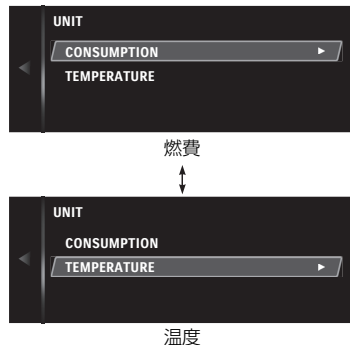 UNIT
CONSUMPTION
TEMPERATURE
燃費
UNIT
CONSUMPTION
TEMPERATURE
温度